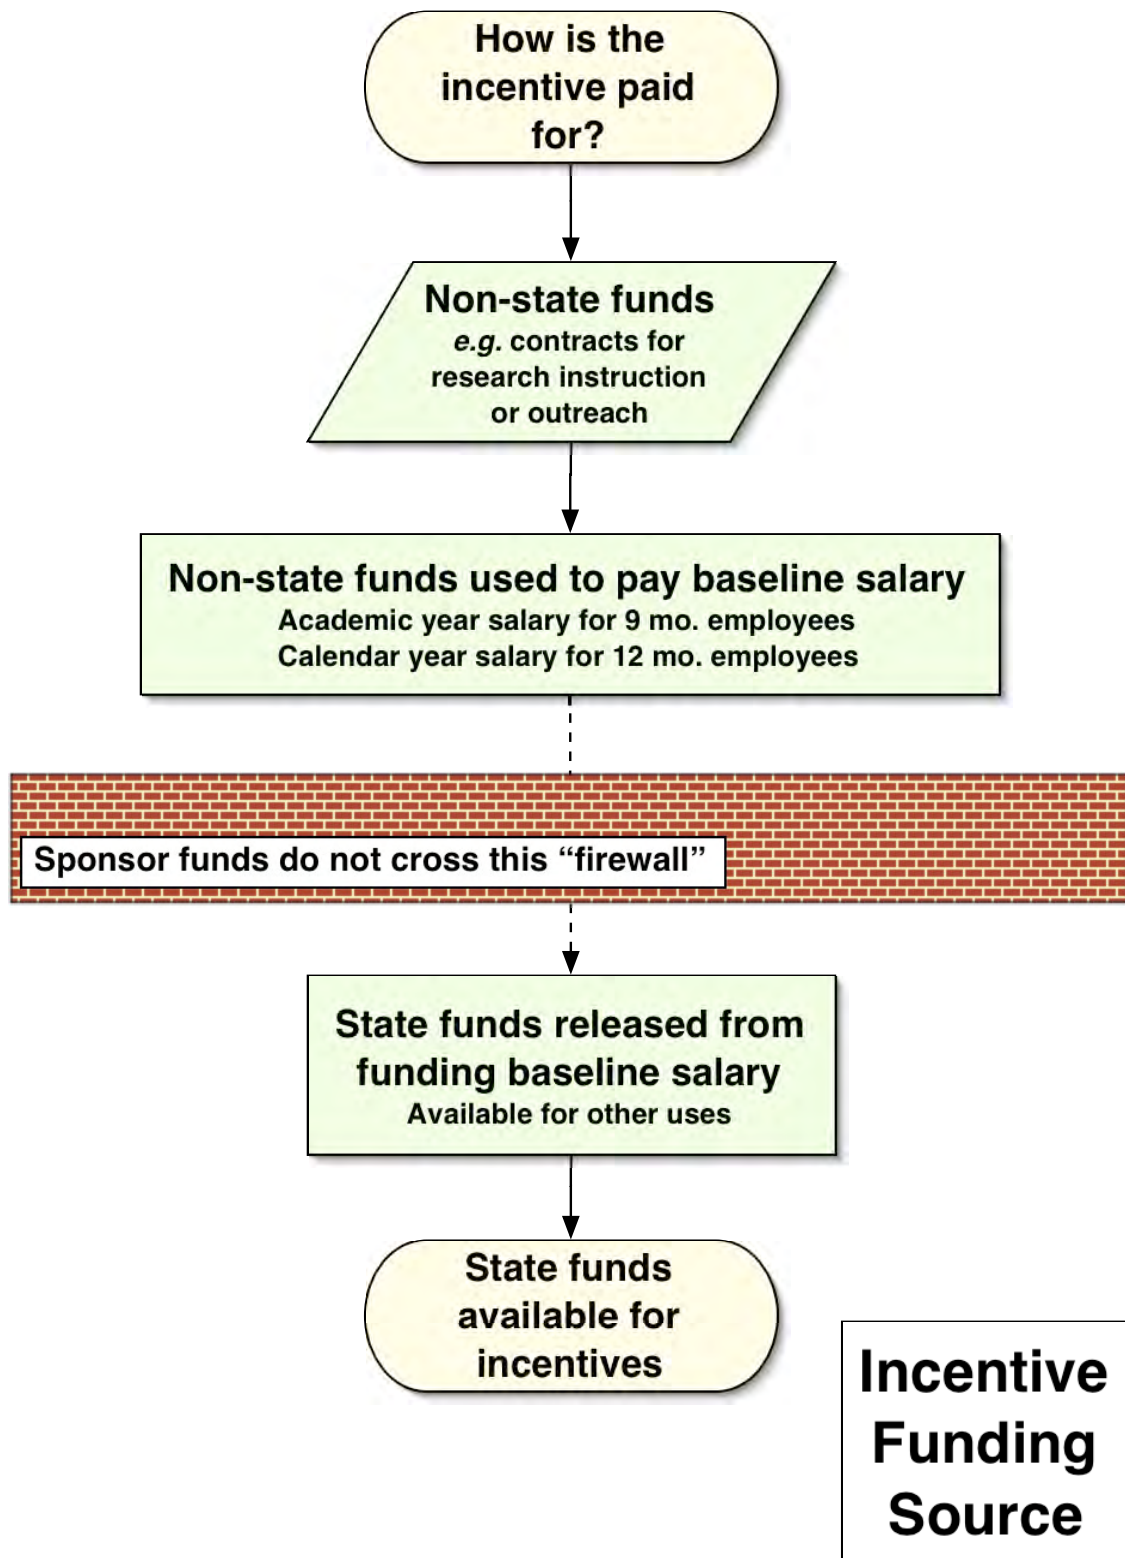 How is the
incentive paid
for?
Non-state funds
e.g. contracts for
research instruction
or outreach
Non-state funds used to pay baseline salary
Academic year salary for 9 mo. employees
Calendar year salary for 12 mo. employees
Sponsor funds do not cross this “firewall”
State funds released from
funding baseline salary
Available for other uses
State funds
available for
incentives
Incentive
Funding
Source